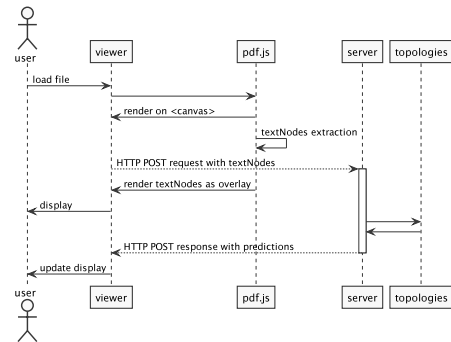 user
viewer
pdf.js
server
topologies
load file
render on <canvas>
textNodes extraction
HTTP POST request with textNodes
render textNodes as overlay
display
HTTP POST response with predictions
update display
user
viewer
pdf.js
server
topologies